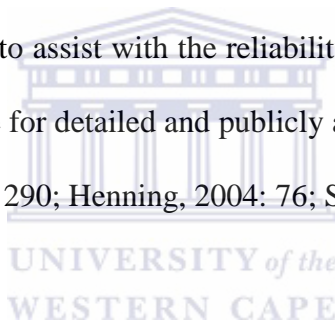 to assist with the reliabilit
for detailed and publicly a
290; Henning, 2004: 76; S
UNIVERSITY of the
WESTERN CAPE